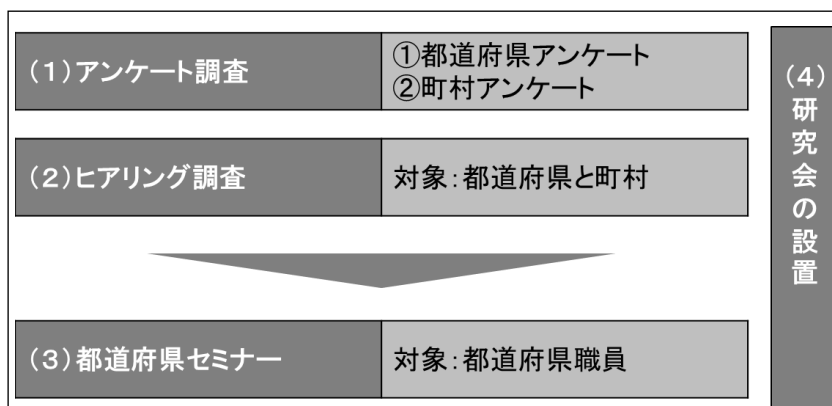 (1)アンケート調査
①都道府県アンケート
②町村アンケート
(2)ヒアリング調査
対象:都道府県と町村
(3)都道府県セミナー
対象:都道府県職員
(4)研究会の設置